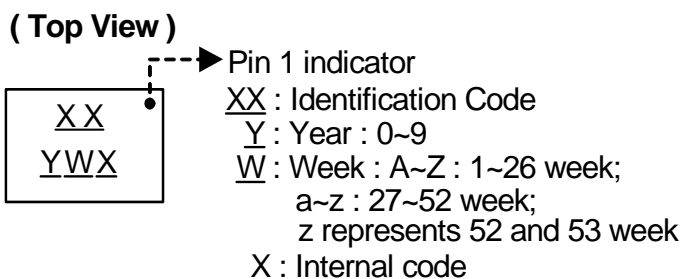 ( Top View )
Pin 1 indicator
XX
YWX
XX : Identification Code
Y : Year : 0~9
W : Week : A~Z : 1~26 week;
a~z : 27~52 week;
z represents 52 and 53 week
X : Internal code